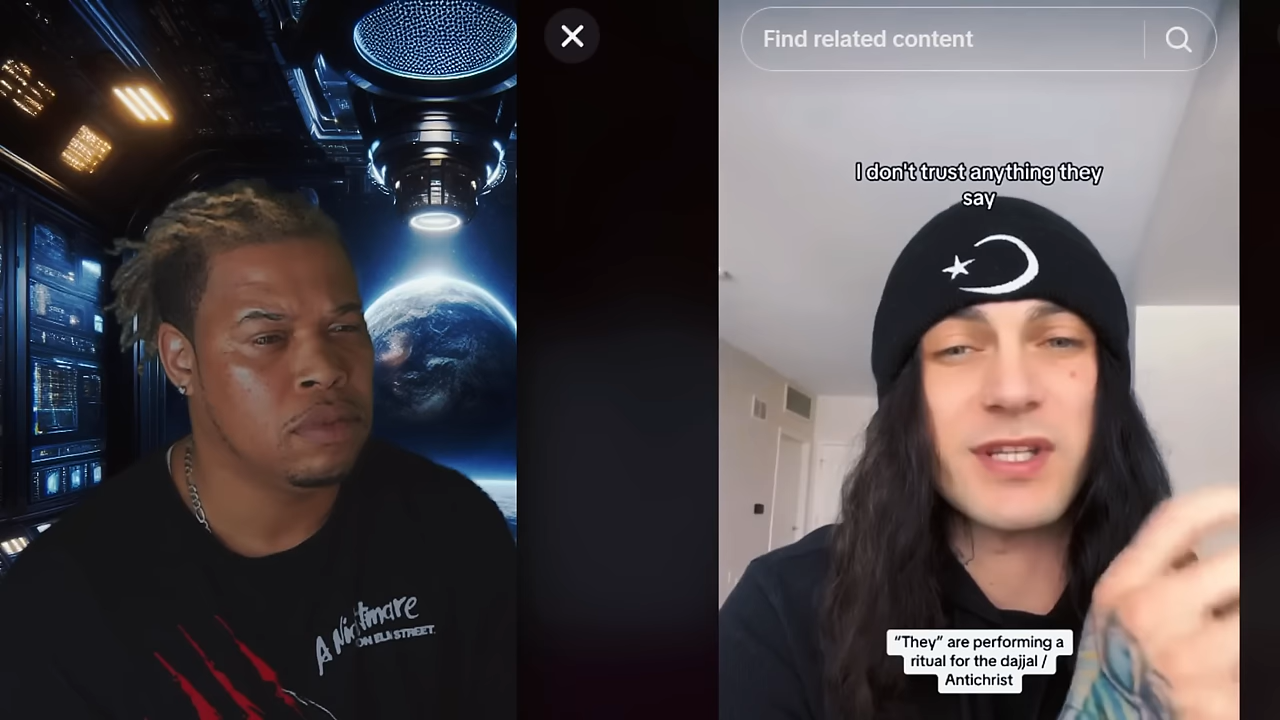 Find related content
I don't trust anything they
say
A Nightmare
ON ELM STREET
"They" are performing a
ritual for the dajjal /
Antichrist